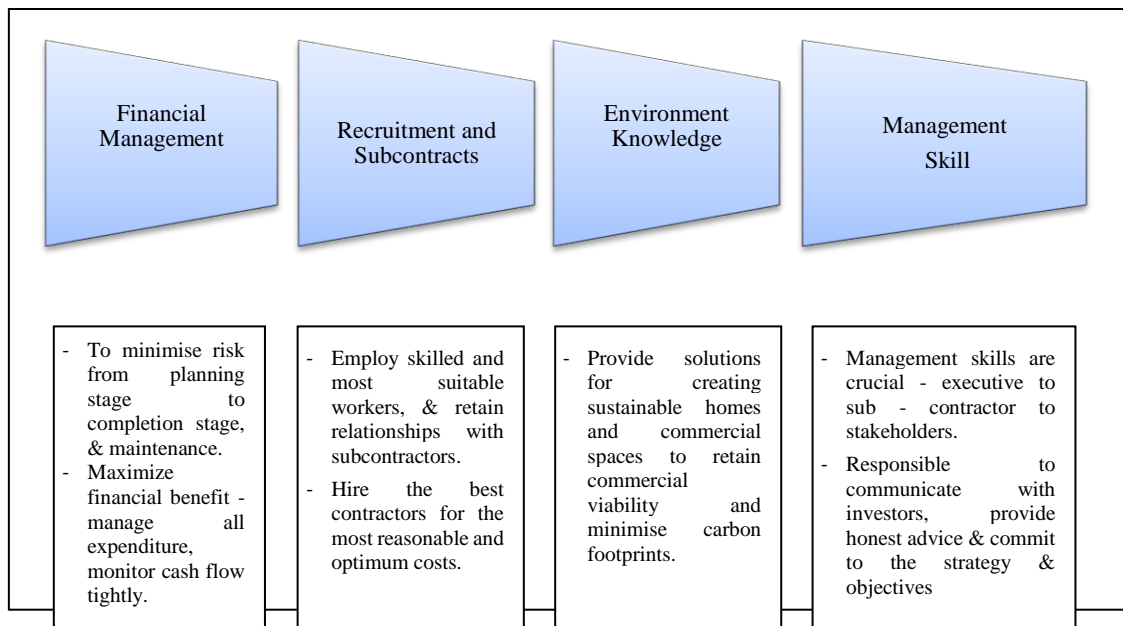 Financial
Management
Recruitment and
Subcontracts
Environment
Knowledge
Management
Skill
- To minimise risk
from planning
stage to
completion stage,
& maintenance.
- Maximize
financial benefit -
manage all
expenditure,
monitor cash flow
tightly.
- Employ skilled and
most suitable
workers, & retain
relationships with
subcontractors.
- Hire the best
contractors for the
most reasonable and
optimum costs.
- Provide solutions
for creating
sustainable homes
and commercial
spaces to retain
commercial
viability and
minimise carbon
footprints.
- Management skills are
crucial - executive to
sub - contractor to
stakeholders.
- Responsible to
communicate with
investors, provide
honest advice & commit
to the strategy &
objectives